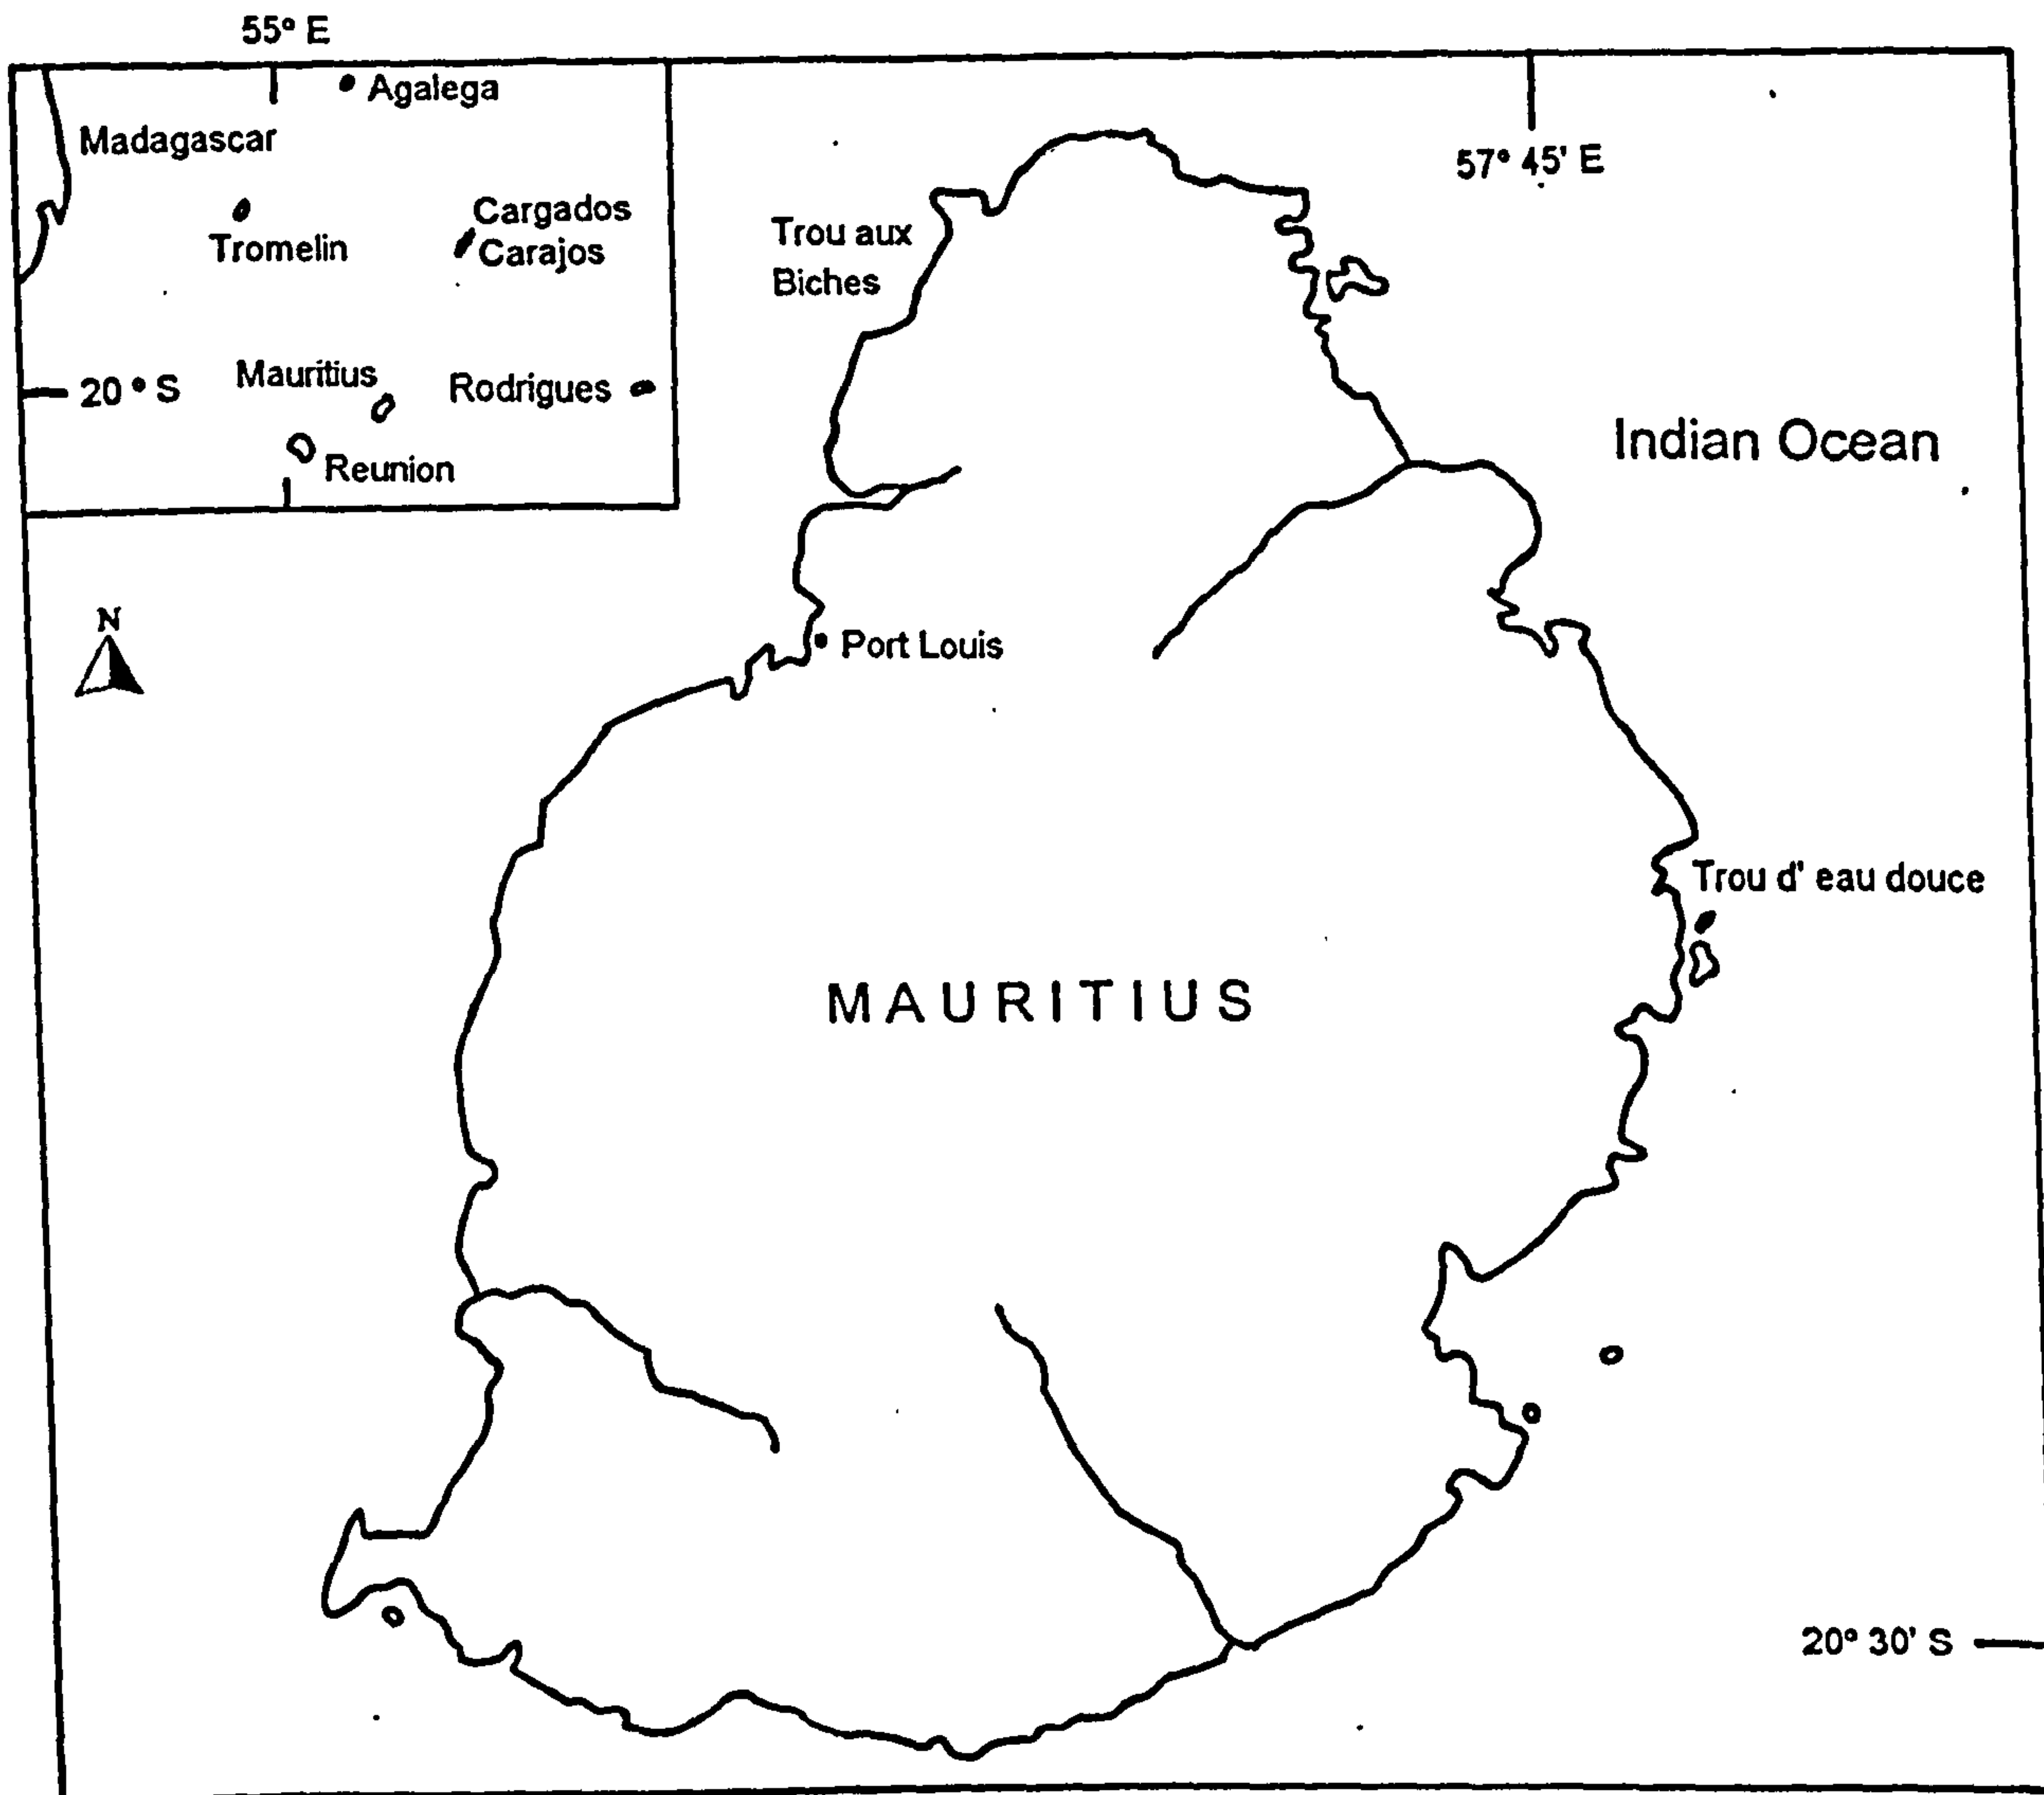 55° E
Agalega
Madagascar
Cargados
Carajos
Tromelin
20° S
Mauritius
Rodrigues
Reunion
57° 45' E
Trou aux
Biches
Indian Ocean
N
Port Louis
Trou d' eau douce
MAURITIUS
20° 30' S